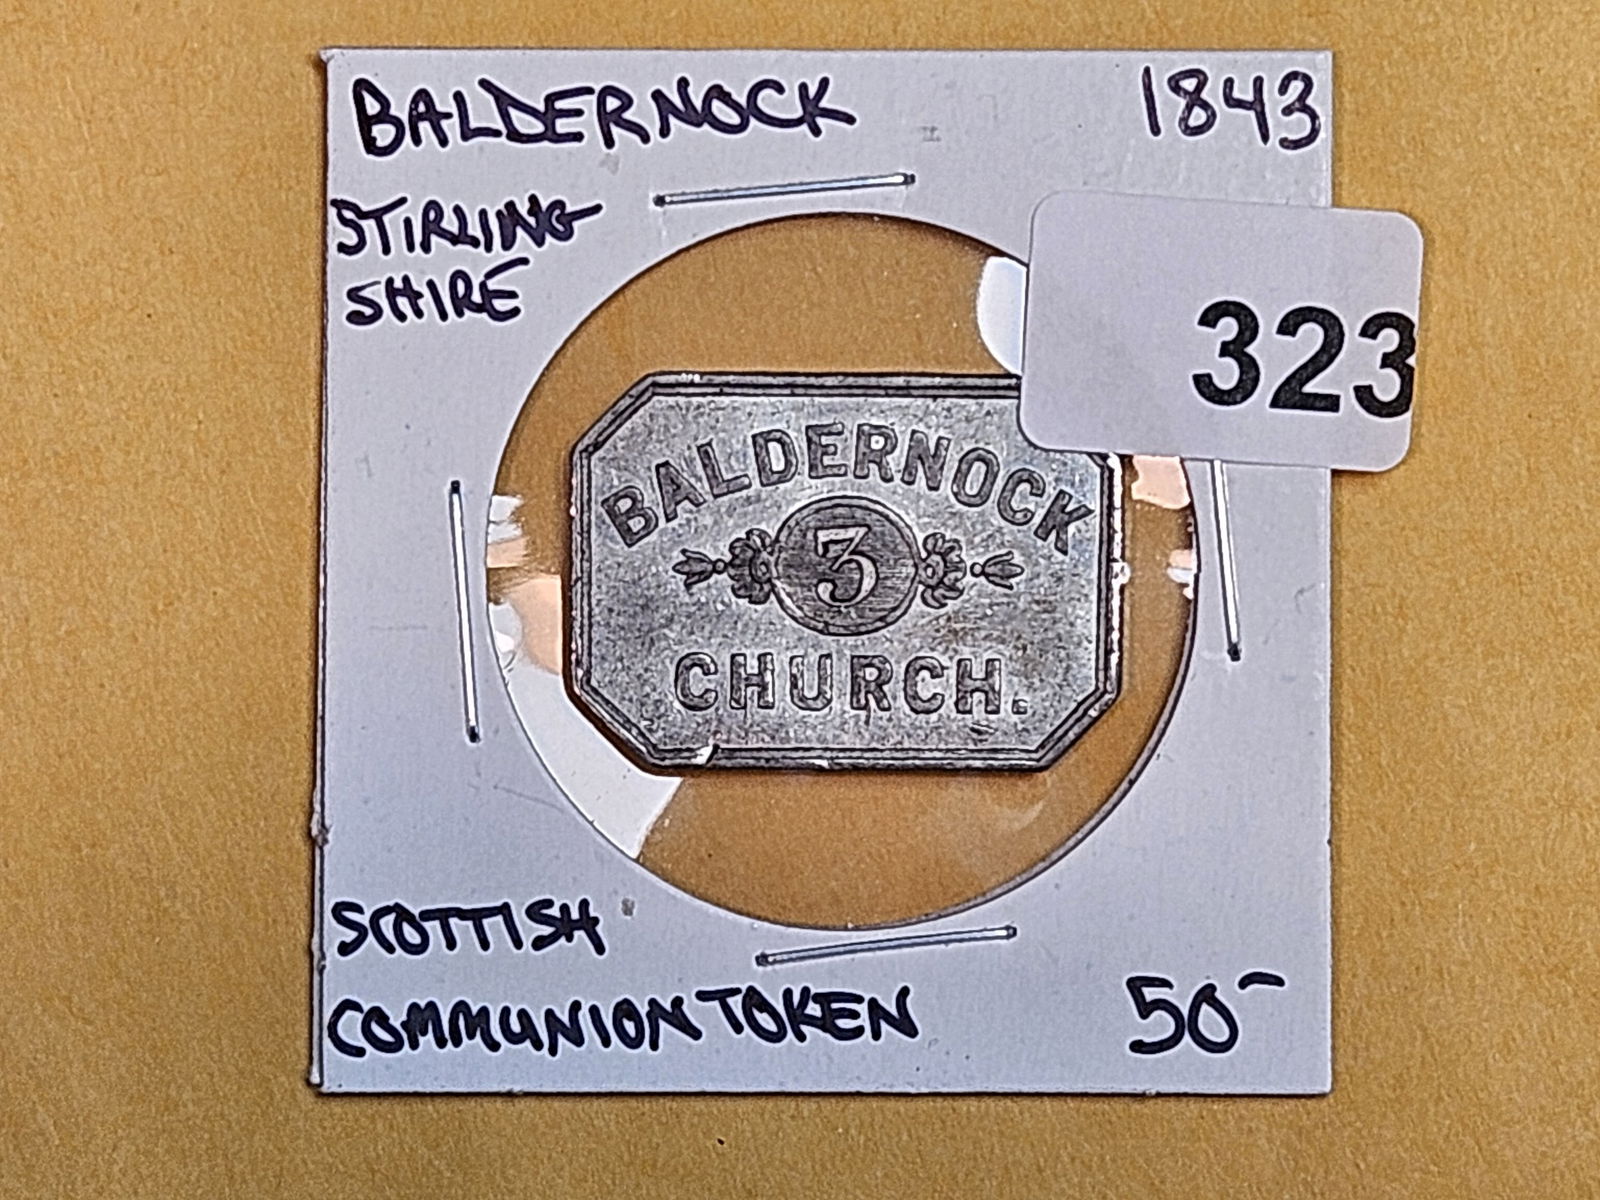 BALDERNOCK 1843
STIRLING
SHIRE
323
BALDERNOCK
3
CHURCH.
SCOTTISH
COMMUNION TOKEN 50-